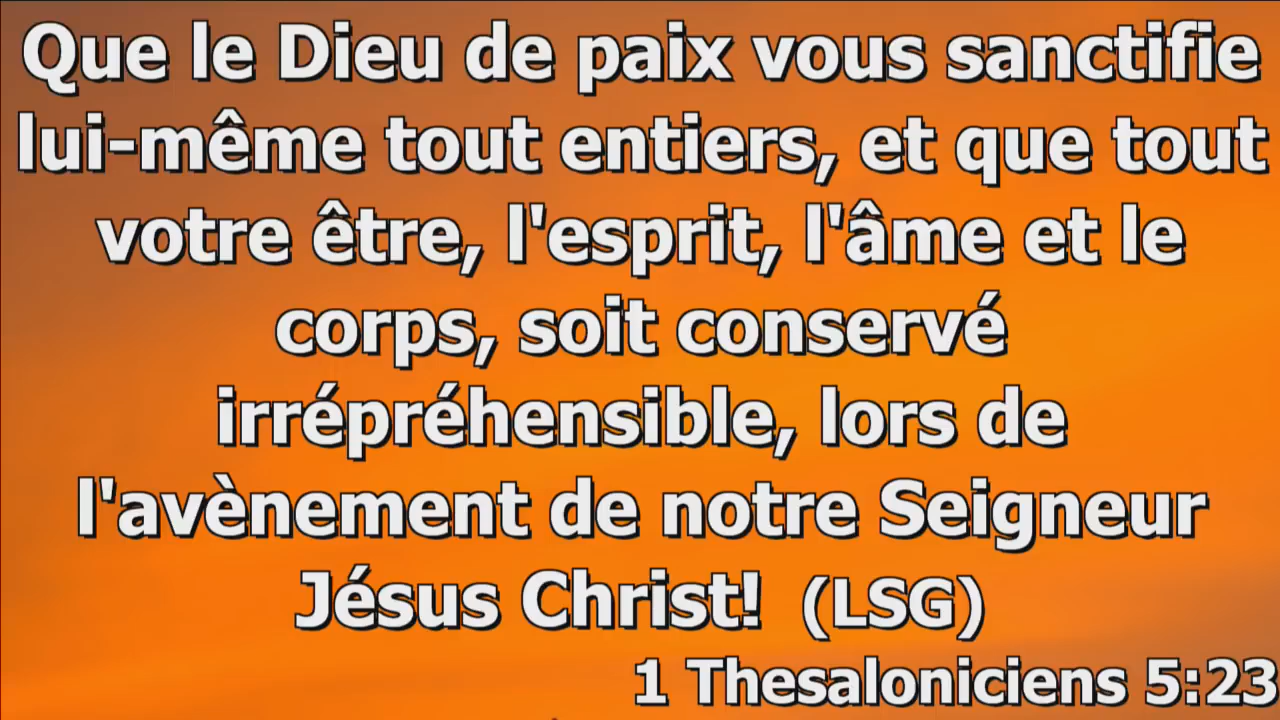 Que le Dieu de paix vous sanctifie
lui-même tout entiers, et que tout
votre être, l'esprit, l'âme et le
corps, soit conservé
irrépréhensible, lors de
l'avènement de notre Seigneur
Jésus Christ! (LSG)
1 Thesaloniciens 5:23